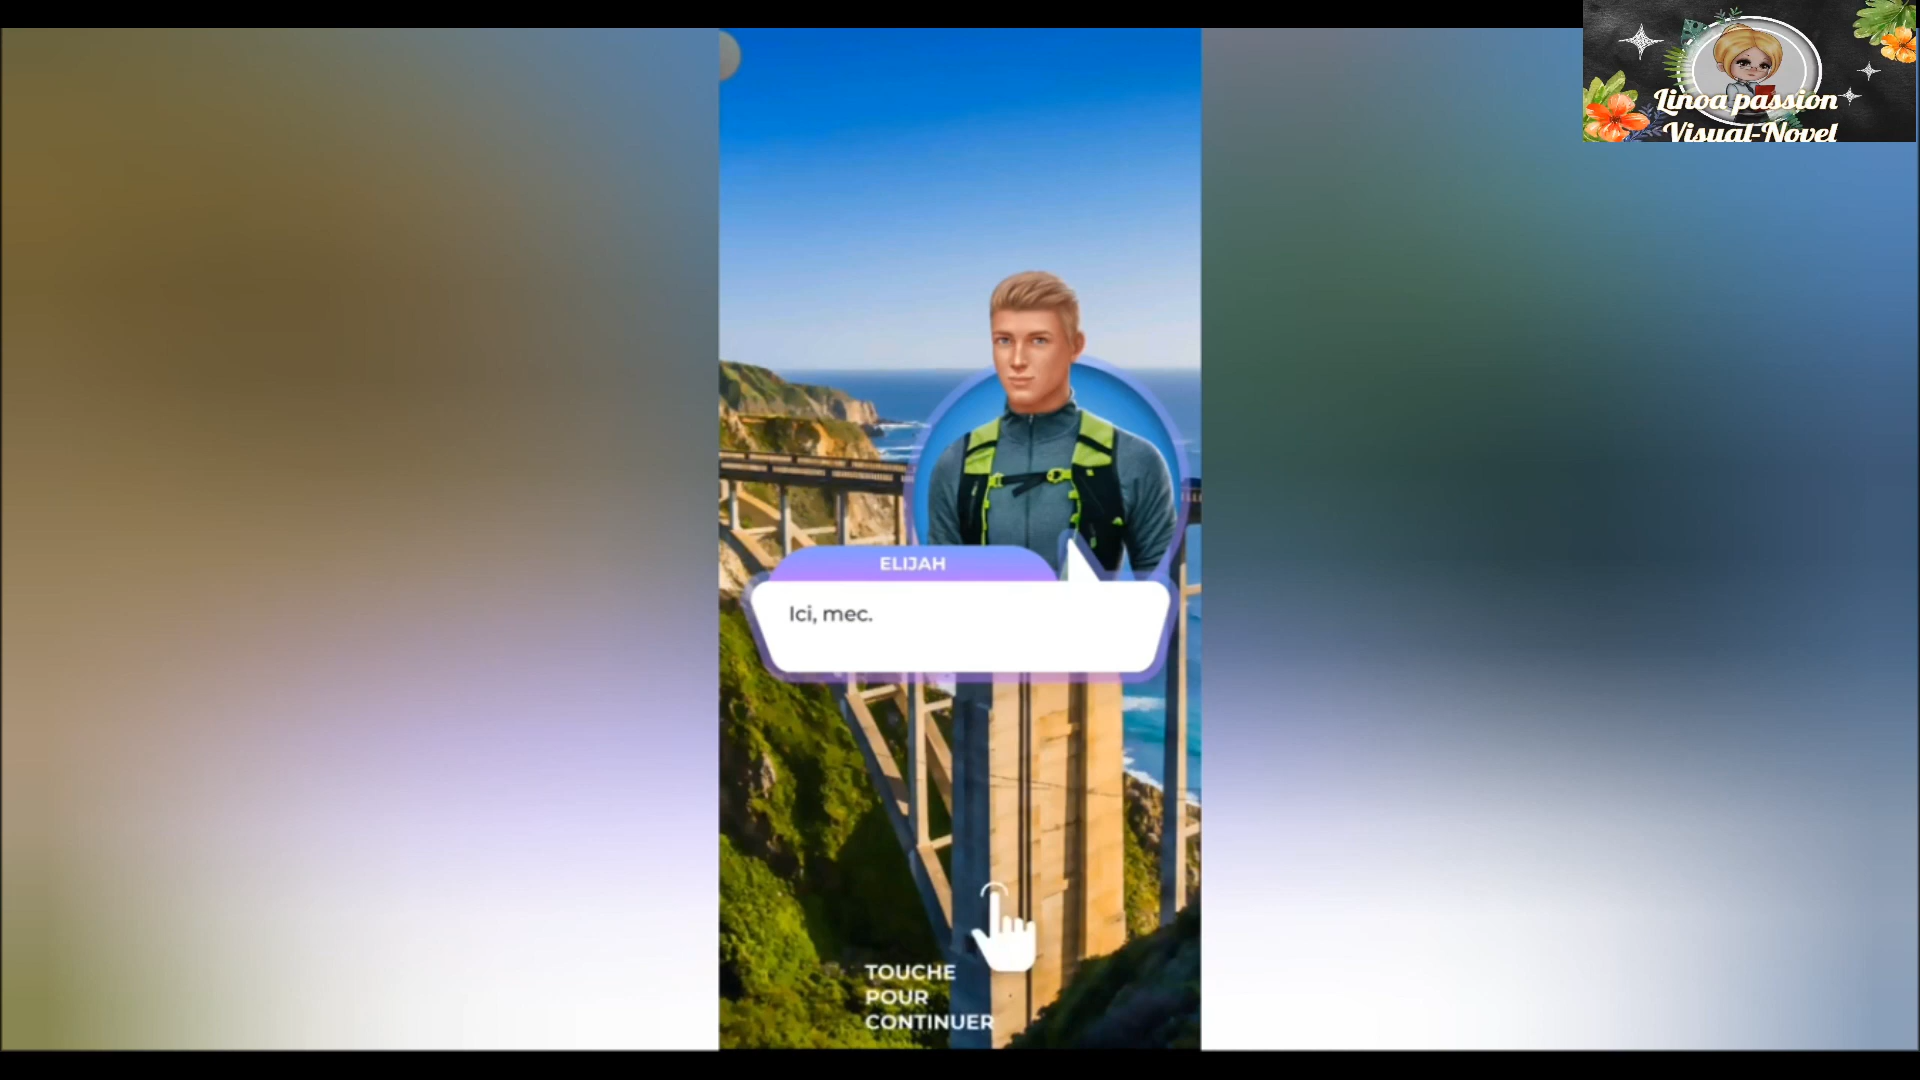 Linoa passion
Visual-Novel
ELIJAH
Ici, mec.
TOUCHE
POUR
CONTINUER